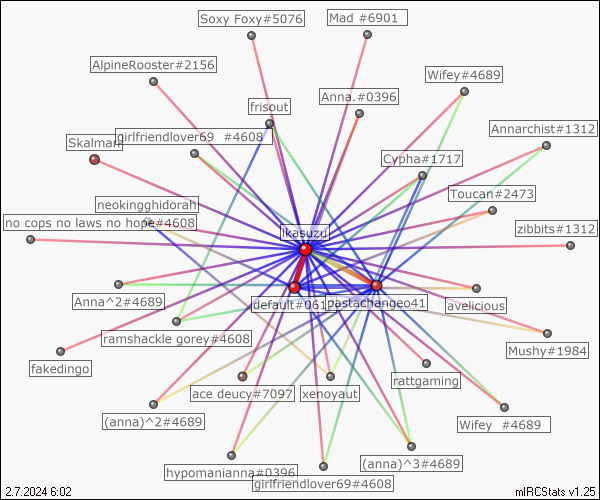 Soxy Foxy#5076
Mad #6901
AlpineRooster#2156
Wifey#4689
Anna.#0396
frisout
Annarchist#1312
girlfriendlover69 #4608
Skalman
Cypha#1717
Toucan#2473
neokingghidorah
no cops no laws no hope#4608
zibbits#1312
ikasuzu
Anna^2#4689
pastachange041
avelicious
ramshackle gorey#4608
Mushy#1984
fakedingo
rattgaming
ace deucy#7097
xenoyaut
(anna)^2#4689
Wifey #4689
(anna)^3#4689
hypomanianna#0396
girlfriendlover69#4608
2.7.2024 6:02
mIRCStats v1.25